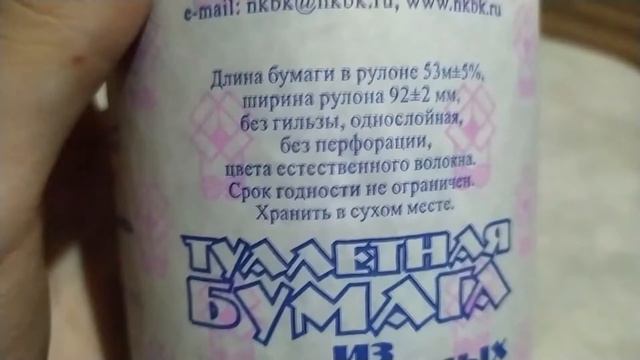 e-mail: nkbk@nkbk.ru, www.nkbk.ru
Длина бумаги в рулоне 53м±5%,
ширина рулона 92±2 мм,
без гильзы, однослойная,
без перфорации,
цвета естественного волокна.
Срок годности не ограничен.
Хранить в сухом месте.
ТУАЛЕТНАЯ
БУМАГА
ИЗ